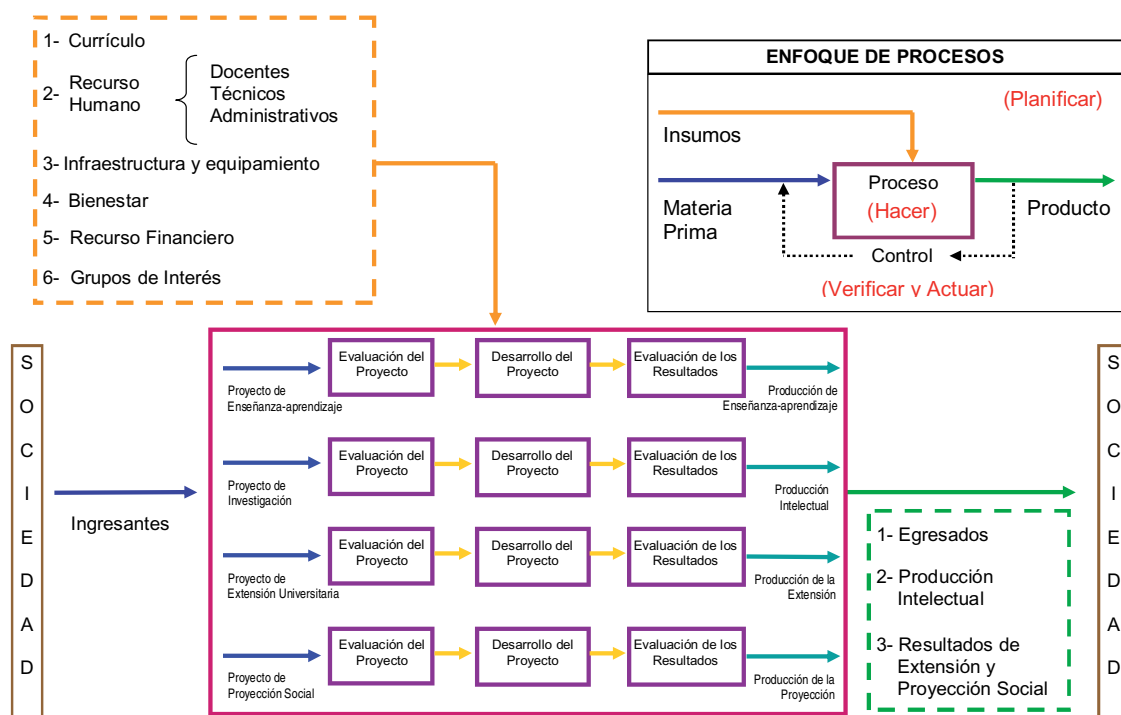 1- Currículo
2- Recurso
Humano
Docentes
Técnicos
Administrativos
3- Infraestructura y equipamiento
4- Bienestar
5- Recurso Financiero
6- Grupos de Interés
ENFOQUE DE PROCESOS
(Planificar)
Insumos
Materia
Prima
Proceso
(Hacer)
Producto
Control
(Verificar y Actuar)
SOCIEDAD
Ingresantes
Proyecto de
Enseñanza-aprendizaje
Evaluación del
Proyecto
Desarrollo del
Proyecto
Evaluación de los
Resultados
Producción de
Enseñanza-aprendizaje
Proyecto de
Investigación
Evaluación del
Proyecto
Desarrollo del
Proyecto
Evaluación de los
Resultados
Producción
Intelectual
Proyecto de
Extensión Universitaria
Evaluación del
Proyecto
Desarrollo del
Proyecto
Evaluación de los
Resultados
Producción de la
Extensión
Proyecto de
Proyección Social
Evaluación del
Proyecto
Desarrollo del
Proyecto
Evaluación de los
Resultados
Producción de la
Proyección
1- Egresados
2- Producción
Intelectual
3- Resultados de
Extensión y
Proyección Social
SOCIEDAD